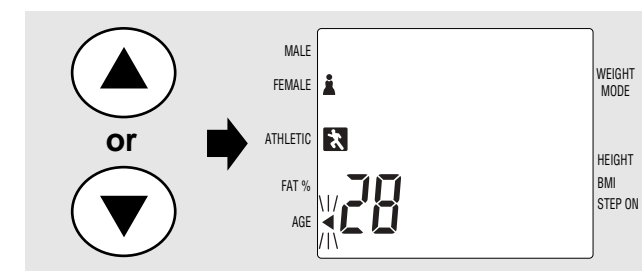 or
MALE
FEMALE
ATHLETIC
FAT %
AGE
28
WEIGHT
MODE
HEIGHT
BMI
STEP ON